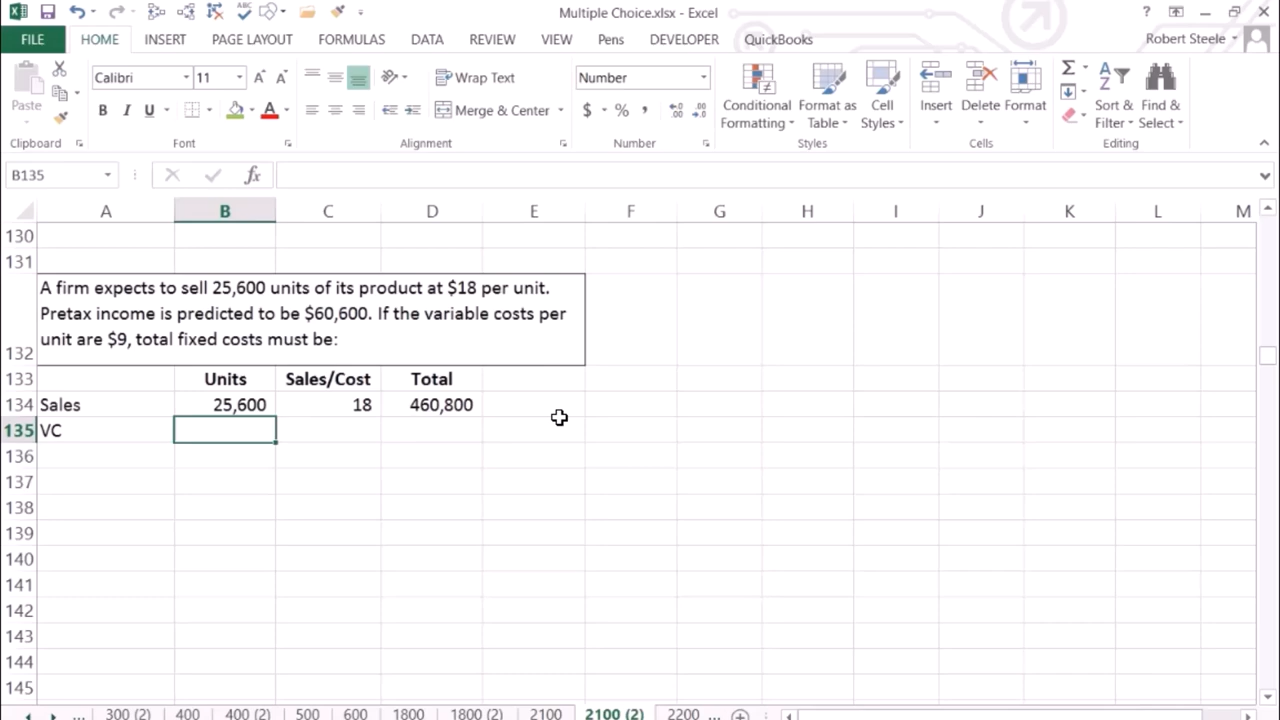 Multiple Choice.xlsx - Excel
?
FILE HOME INSERT PAGE LAYOUT FORMULAS DATA REVIEW VIEW Pens DEVELOPER QuickBooks Robert Steele
Calibri 11 Wrap Text Number
Paste B I U A Merge & Center $ % , Conditional Formatting Format as Table Cell Styles Insert Delete Format Sort & Filter Find & Select
Clipboard Font Alignment Number Styles Cells Editing
B135 fx
A B C D E F G H I J K L M
130
131
A firm expects to sell 25,600 units of its product at $18 per unit.
Pretax income is predicted to be $60,600. If the variable costs per
unit are $9, total fixed costs must be:
132
133 Units Sales/Cost Total
134 Sales 25,600 18 460,800
135 VC
136
137
138
139
140
141
142
143
144
145
... 300 (2) 400 400 (2) 500 600 1800 1800 (2) 2100 2100 (2) 2200 ...